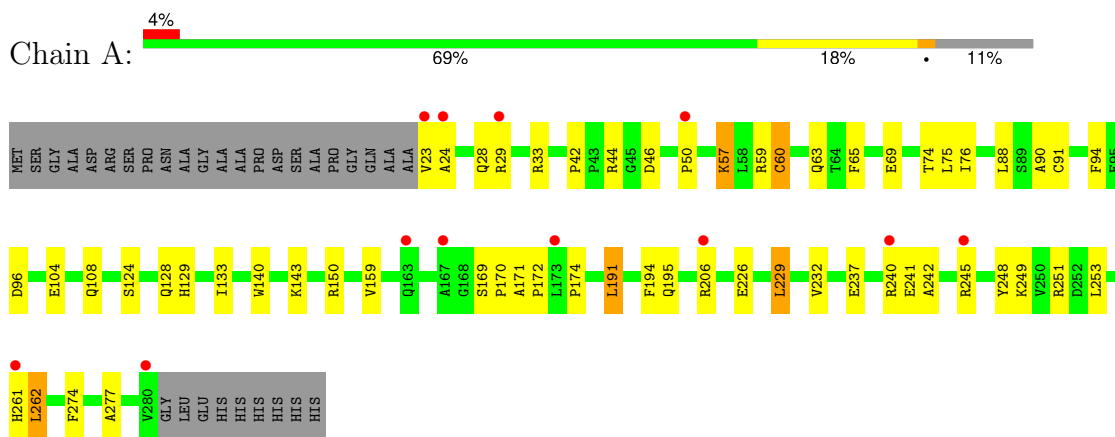 4%
Chain A:
69% 18% • 11%
MET SER GLY ALA ASP ARG SER PRO ASN ALA GLY ALA ALA PRO ASP SER ALA PRO GLY GLN ALA ALA V23 A24 Q28 R29 R33 P42 P43 R44 G45 D46 P50 K57 L58 R59 C60 Q63 T64 F65 E69 T74 L75 I76 L88 S89 A90 C91 F94 E95
D96 E104 Q108 S124 Q128 H129 I133 W140 K143 R150 V159 Q163 A167 G168 S169 P170 A171 P172 L173 P174 L191 F194 Q195 R206 E226 L229 V232 E237 R240 E241 A242 R245 Y248 K249 V250 R251 D252 L253
H261 L262 F274 A277 V280 GLY LEU GLU HIS HIS HIS HIS HIS HIS